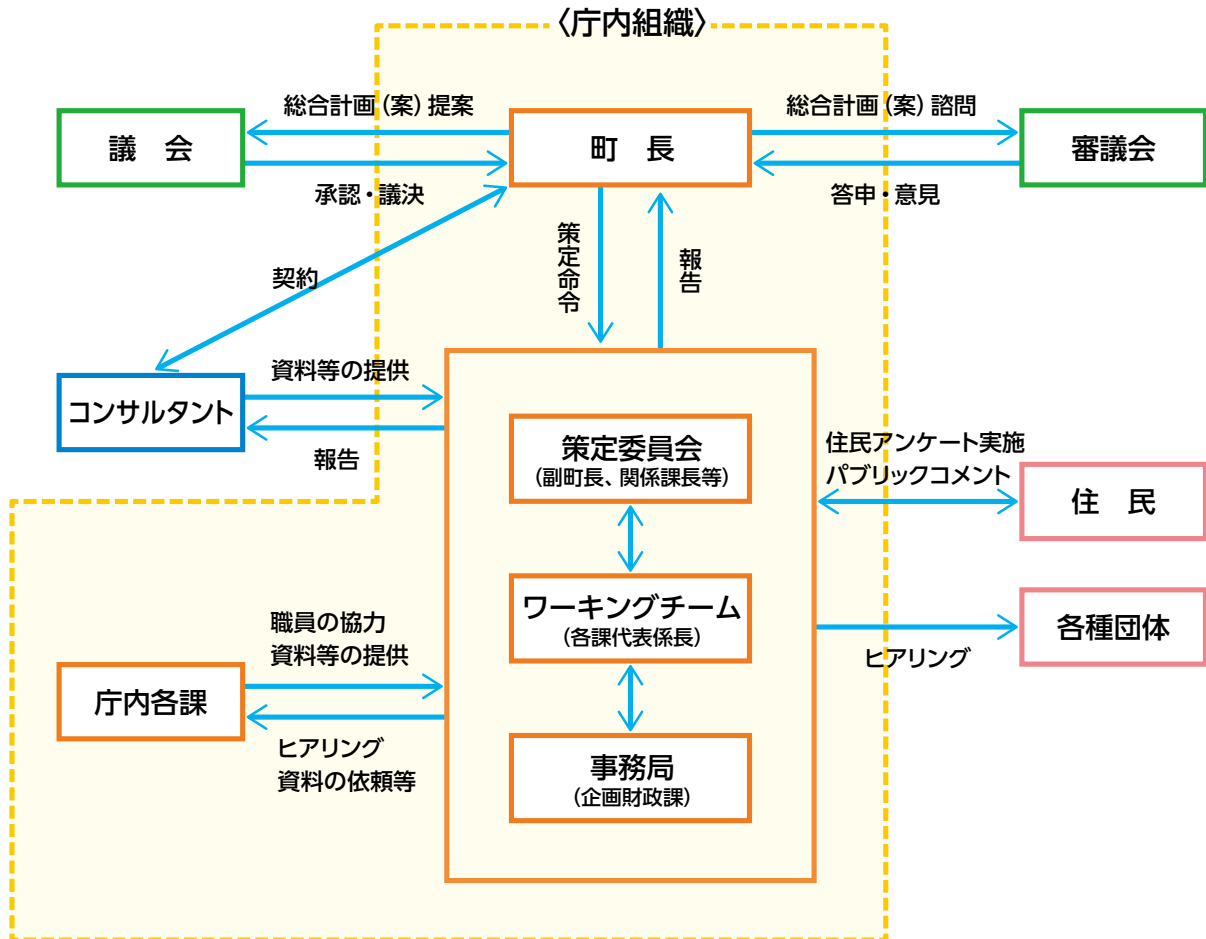 〈庁内組織〉
総合計画（案）提案
総合計画（案）諮問
議　会
町　長
審議会
承認・議決
答申・意見
策定命令
報告
契約
資料等の提供
コンサルタント
報告
策定委員会
（副町長、関係課長等）
住民アンケート実施
パブリックコメント
住　民
ワーキングチーム
（各課代表係長）
各種団体
ヒアリング
職員の協力
資料等の提供
庁内各課
ヒアリング
資料の依頼等
事務局
（企画財政課）